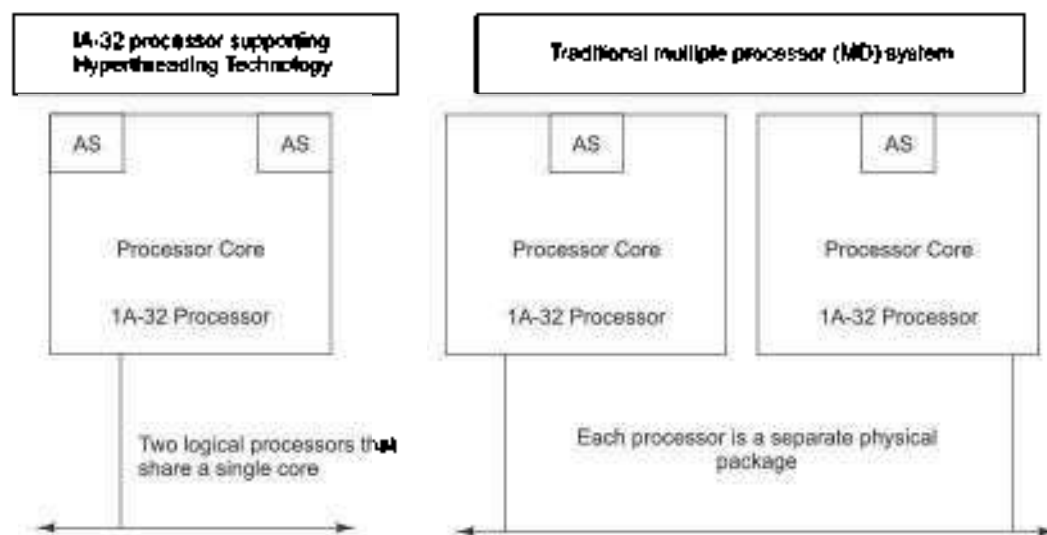 IA-32 processor supporting
Hyperthreading Technology
Traditional multiple processor (MD) system
AS
AS
Processor Core
1A-32 Processor
Two logical processors that
share a single core
AS
Processor Core
1A-32 Processor
AS
Processor Core
1A-32 Processor
Each processor is a separate physical
package